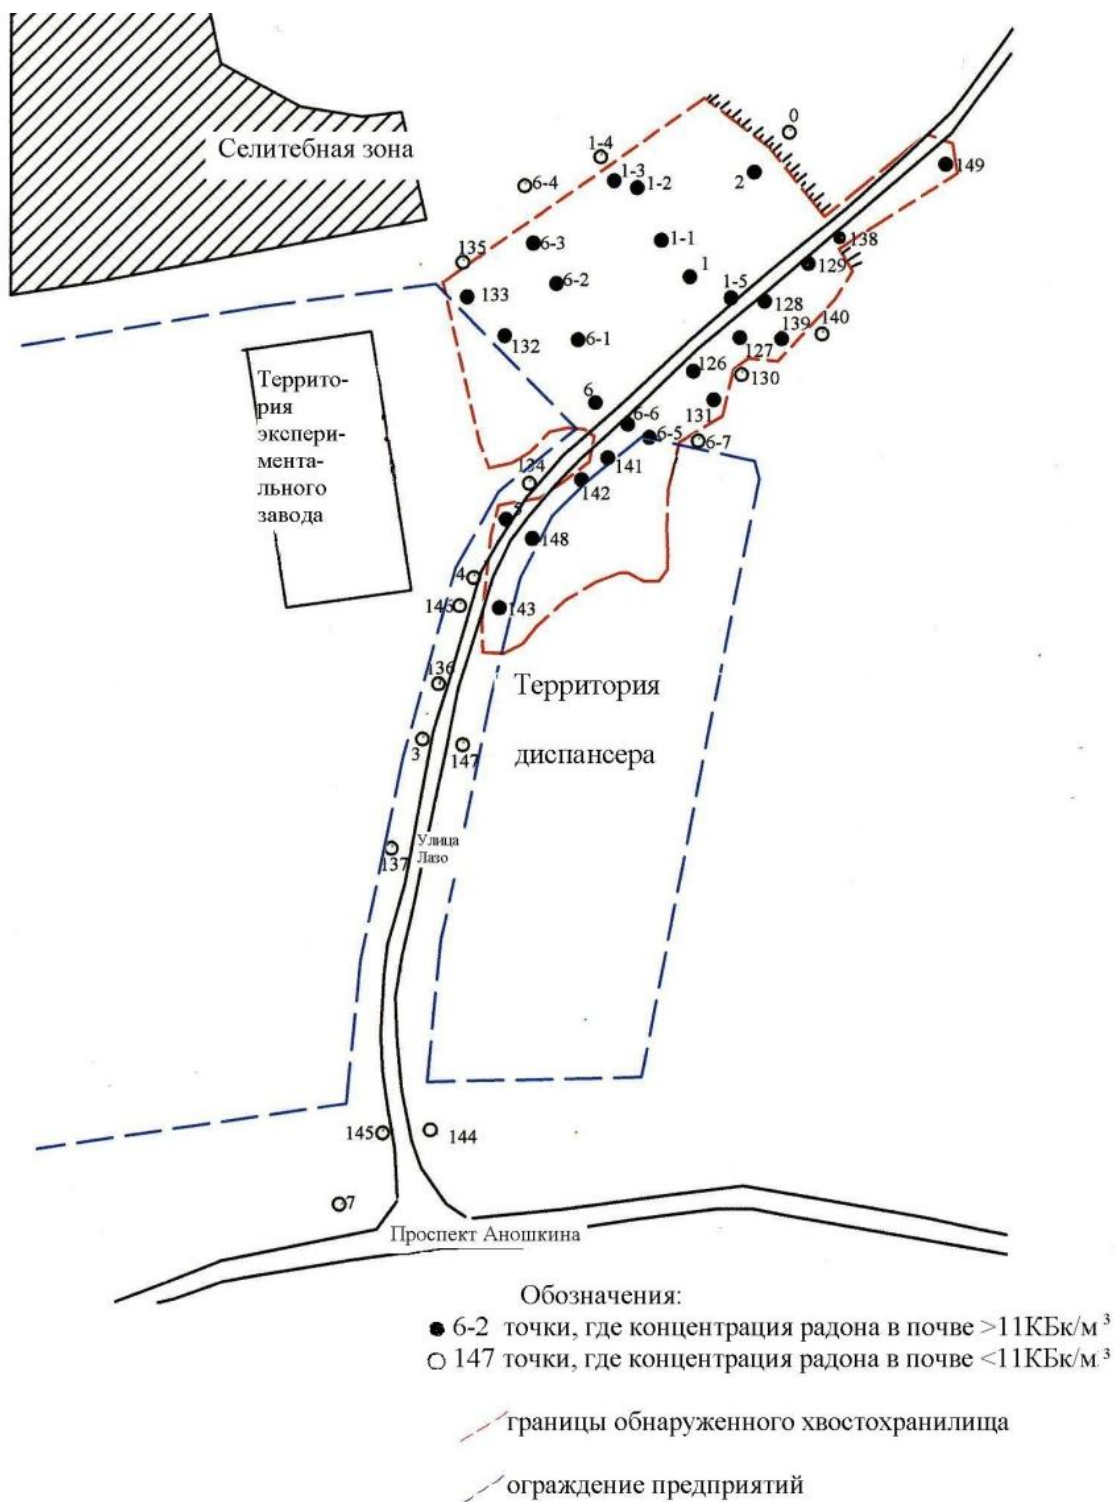 Селитебная зона
0
1-4
149
1-3
1-2
2
6-4
138
6-3
1-1
135
129
6-2
1
1-5
133
128
140
139
132
6-1
127
126
130
Террито-
рия
экспери-
мента-
льного
завода
6
131
6-6
6-5
6-7
141
134
142
5
148
4
146
143
136
Территория
3
147
диспансера
Улица
Лазо
137
145
144
7
Проспект Аношкина
Обозначения:
6-2 точки, где концентрация радона в почве >11КБк/м³
147 точки, где концентрация радона в почве <11КБк/м³
границы обнаруженного хвостохранилища
ограждение предприятий